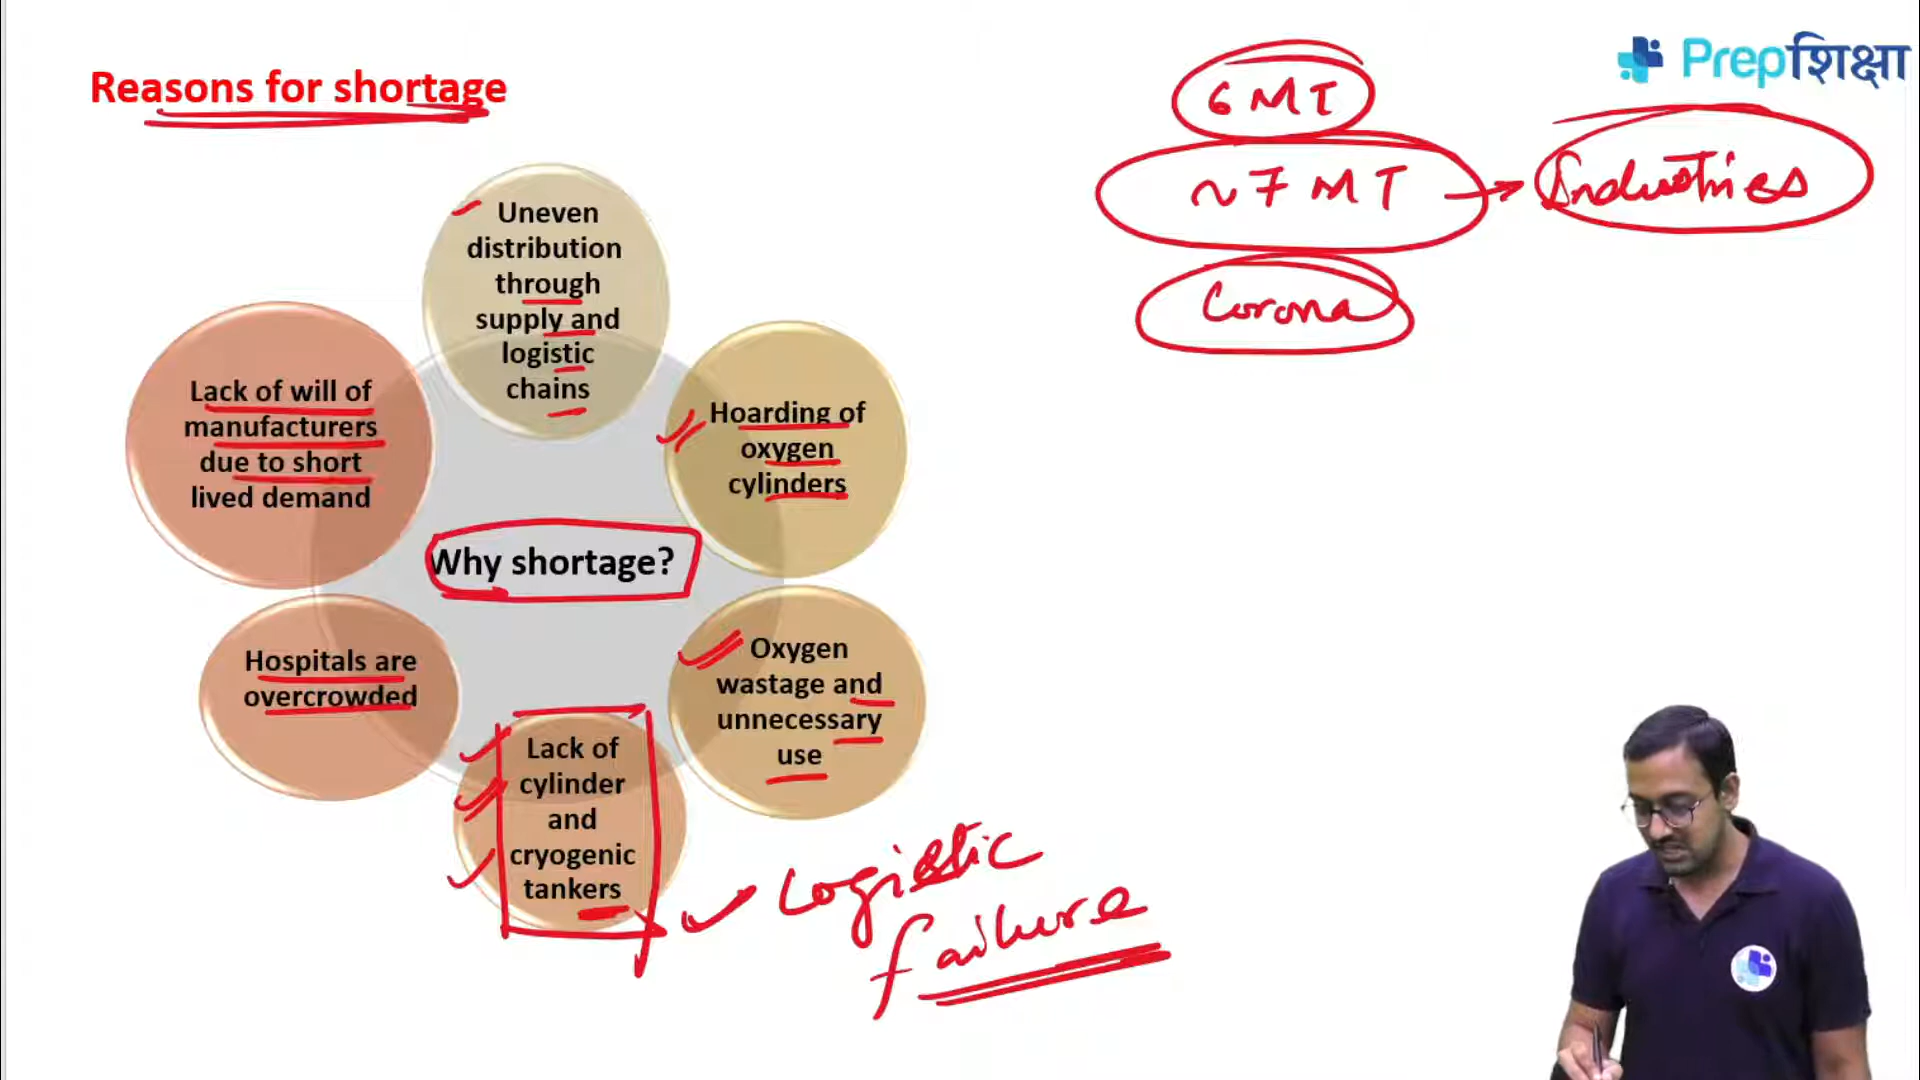 Reasons for shortage
Prepशिक्षा
6 MT
~7 MT → Industries
Corona
Uneven
distribution
through
supply and
logistic
chains
Hoarding of
oxygen
cylinders
Oxygen
wastage and
unnecessary
use
Lack of
cylinder
and
cryogenic
tankers
Hospitals are
overcrowded
Lack of will of
manufacturers
due to short
lived demand
Why shortage?
Logistic
failure